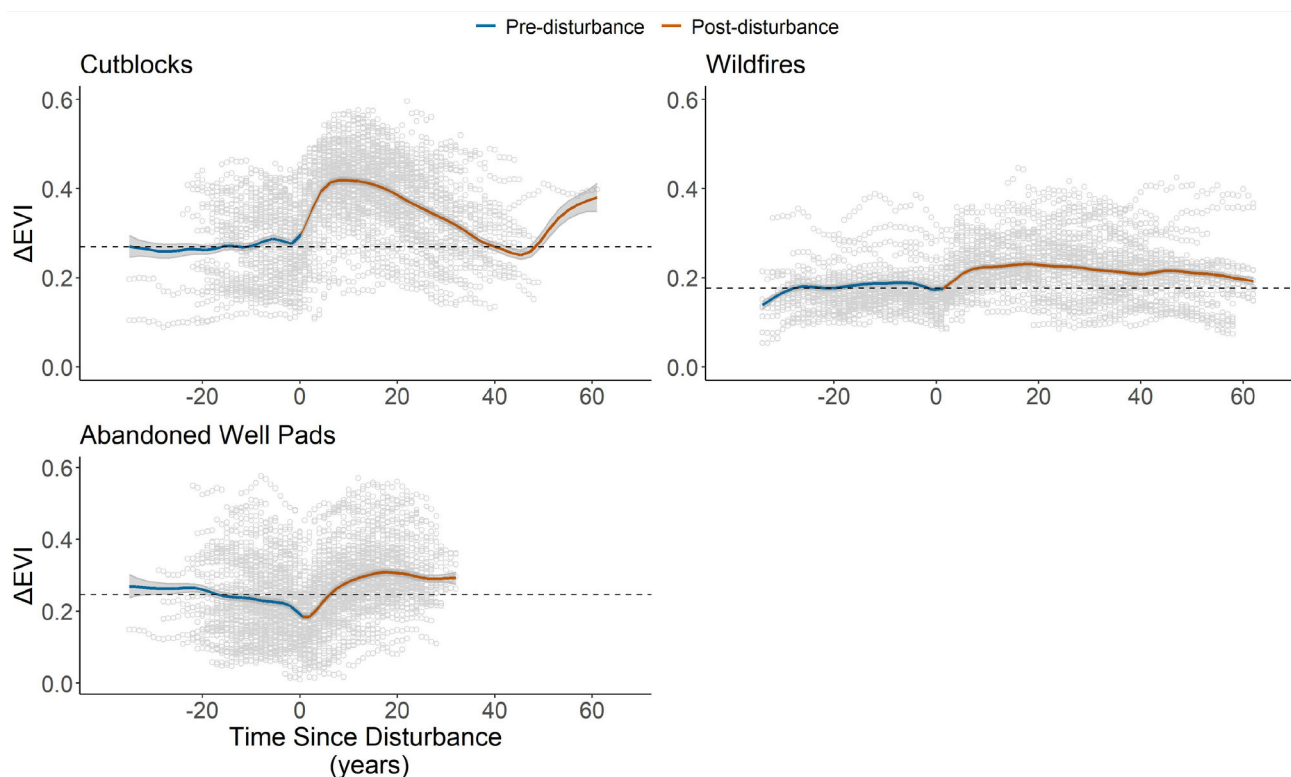 Pre-disturbance Post-disturbance
Cutblocks
Wildfires
0.6
0.4
0.2
0.0
ΔEVI
-20 0 20 40 60
0.6
0.4
0.2
0.0
-20 0 20 40 60
Abandoned Well Pads
0.6
0.4
0.2
0.0
ΔEVI
-20 0 20 40 60
Time Since Disturbance
(years)